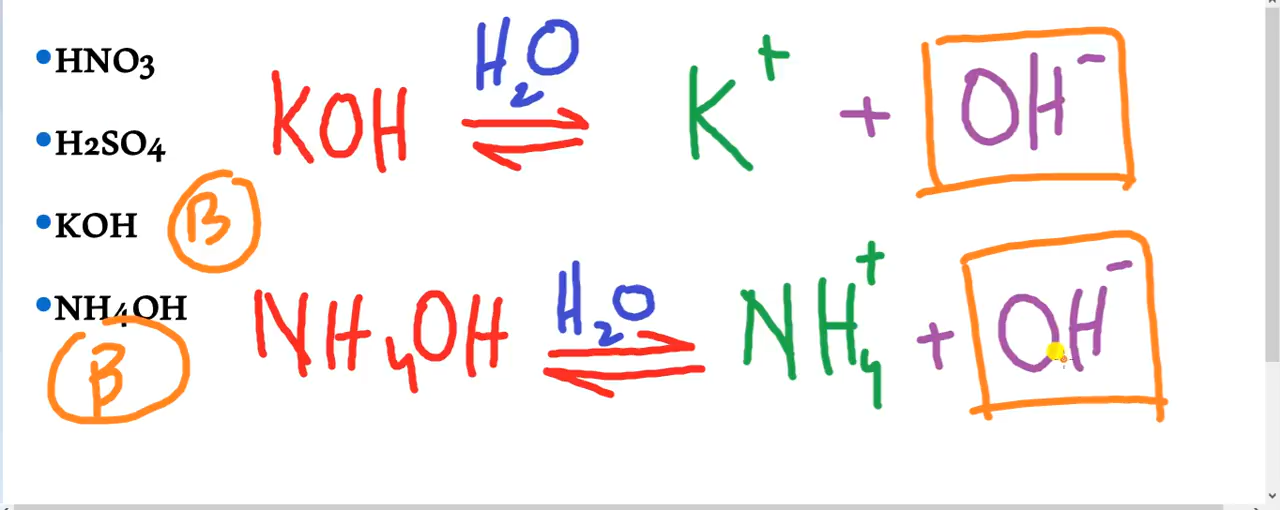 •HNO3
•H2SO4
•KOH B
•NH4OH
B
KOH ⇌ H2O K+ + OH-
NH4OH ⇌ H2O NH4+ + OH-